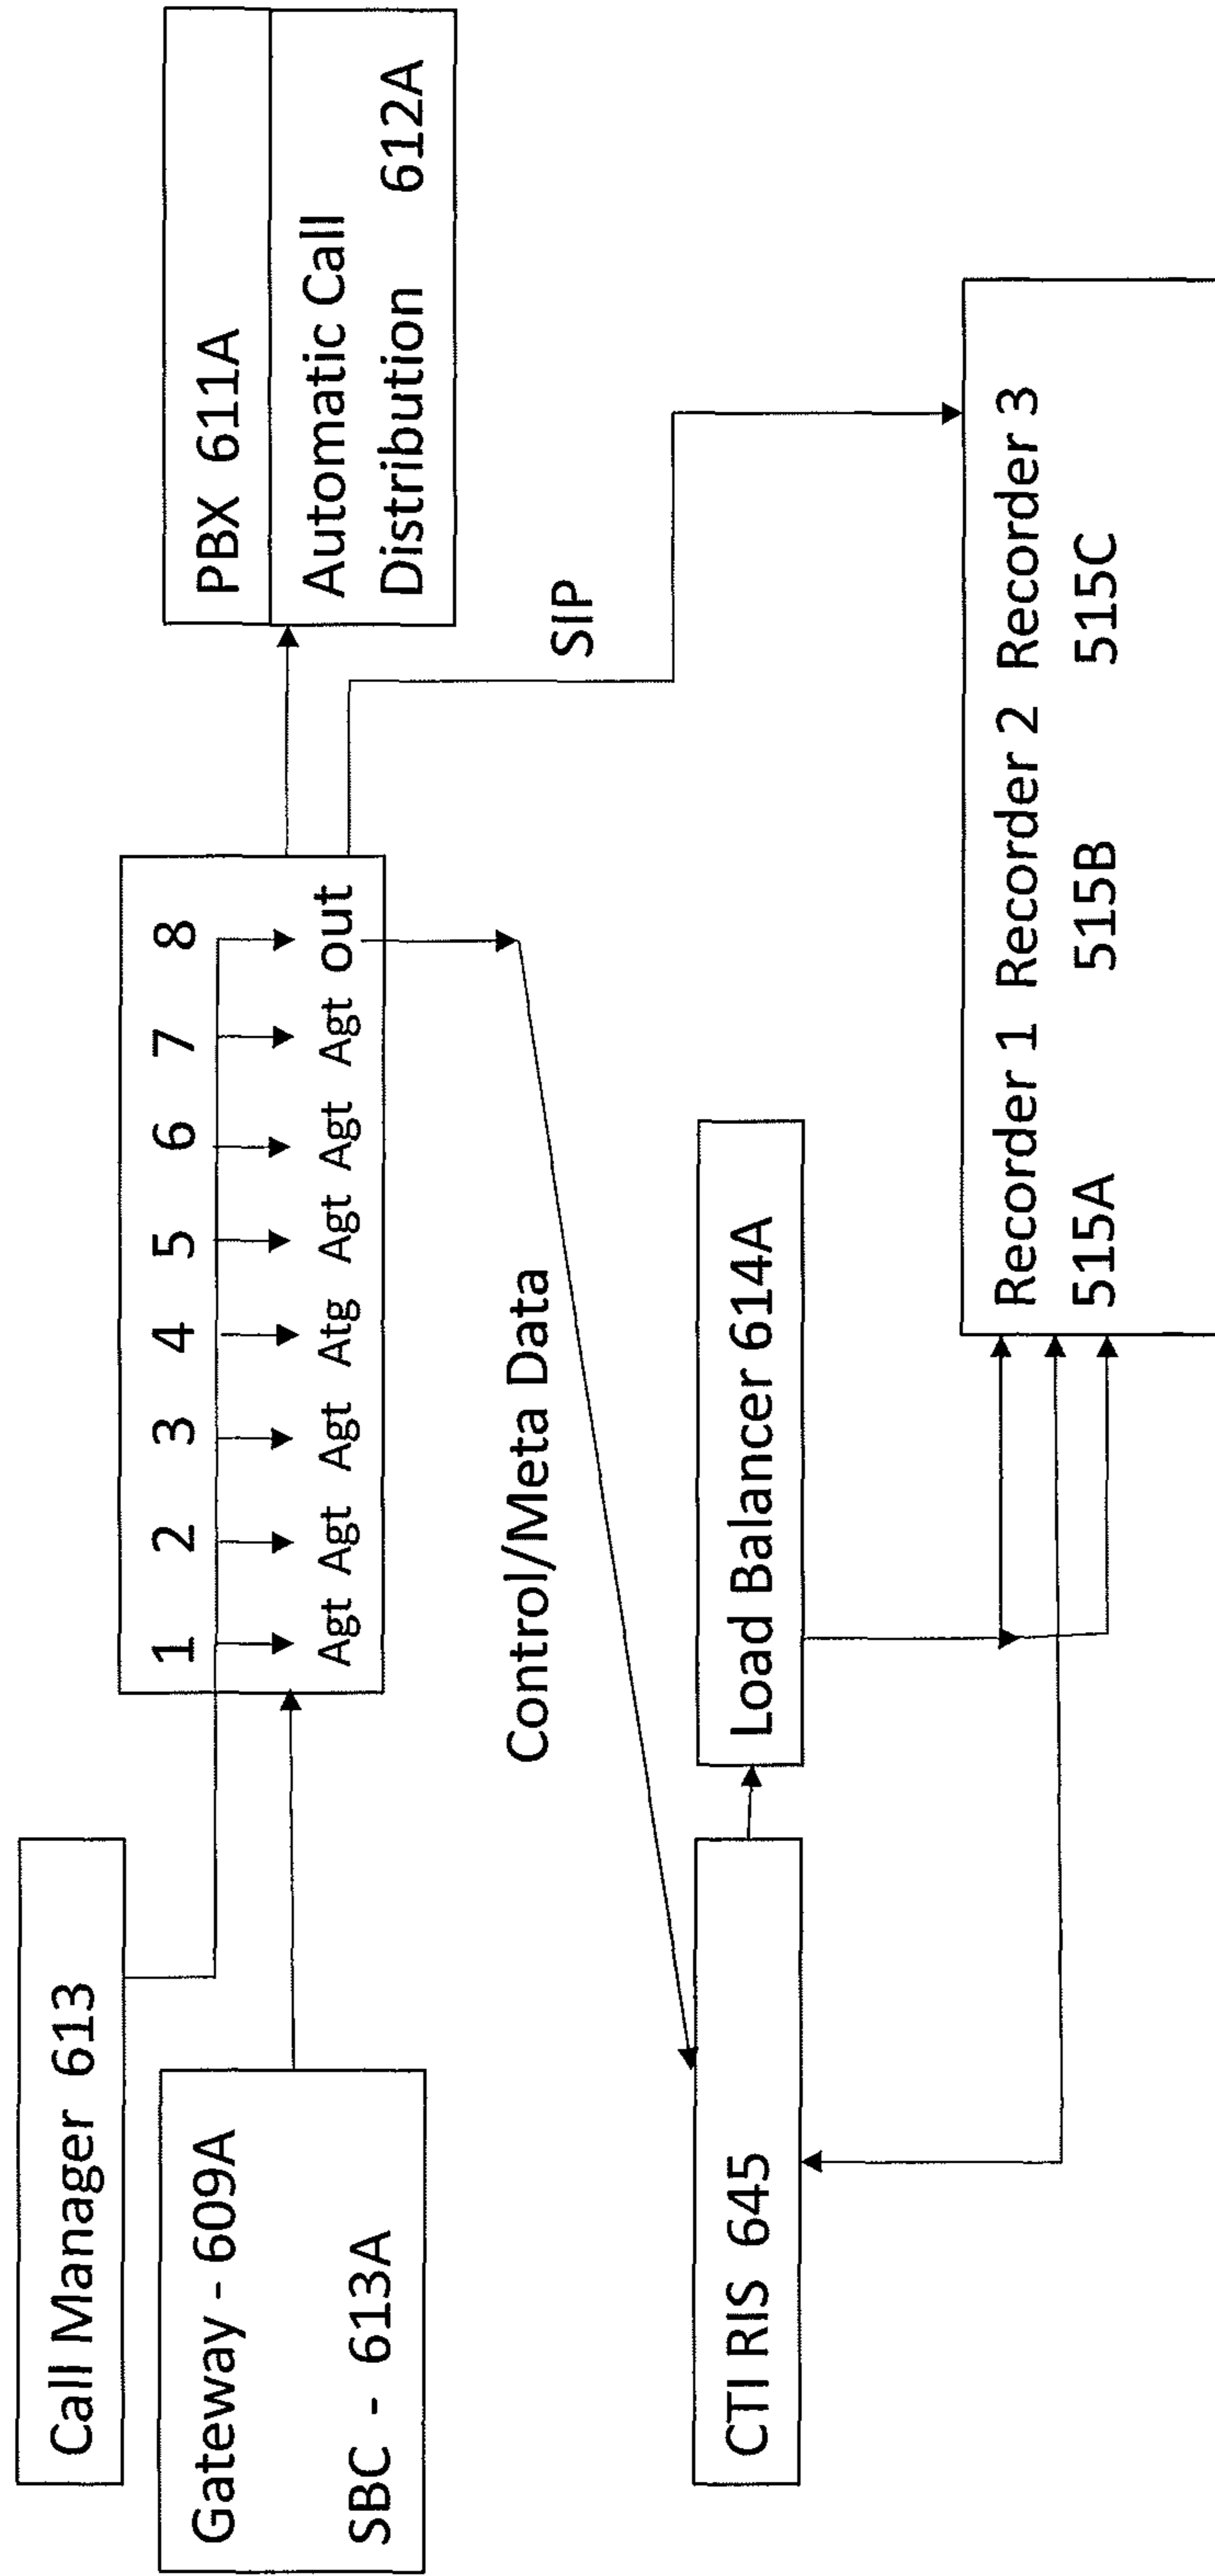 Call Manager 613
Gateway - 609A
SBC - 613A
1 2 3 4 5 6 7 8
Agt Agt Agt Atg Agt Agt Agt out
PBX 611A
Automatic Call
Distribution 612A
SIP
Control/Meta Data
CTI RIS 645
Load Balancer 614A
Recorder 1 Recorder 2 Recorder 3
515A 515B 515C